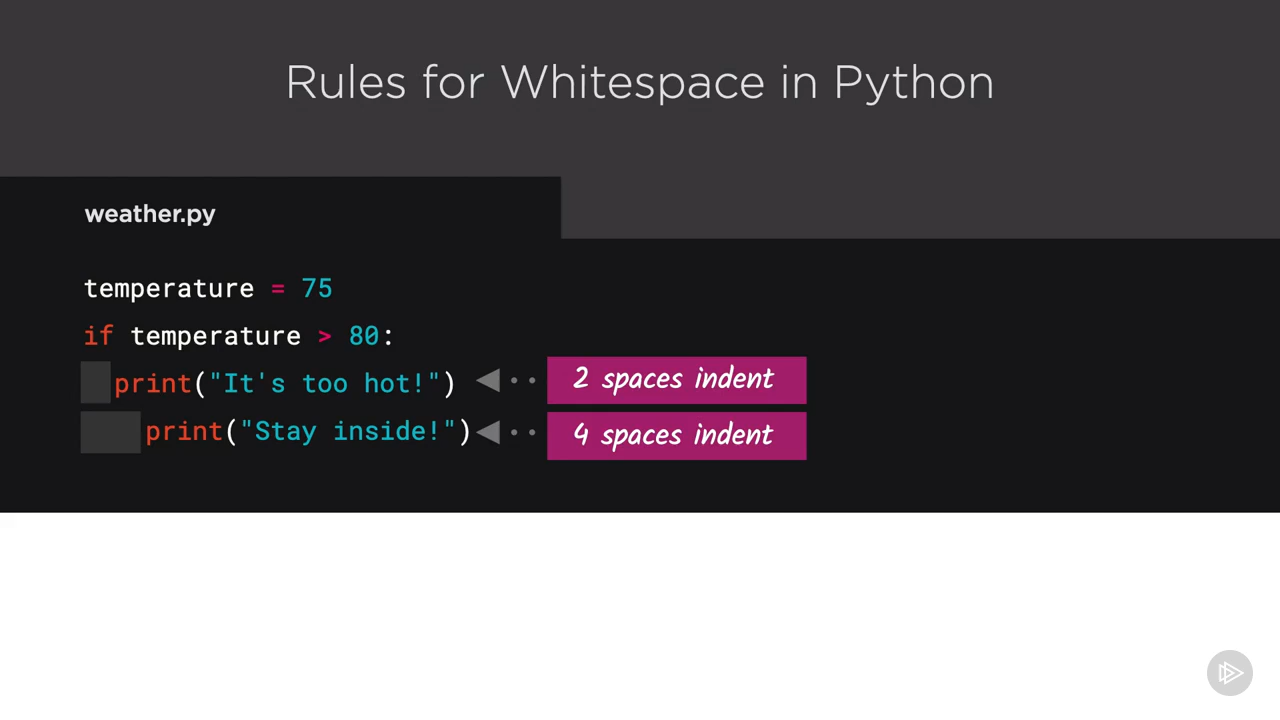 Rules for Whitespace in Python
weather.py
temperature = 75
if temperature > 80:
print("It's too hot!") 2 spaces indent
print("Stay inside!") 4 spaces indent